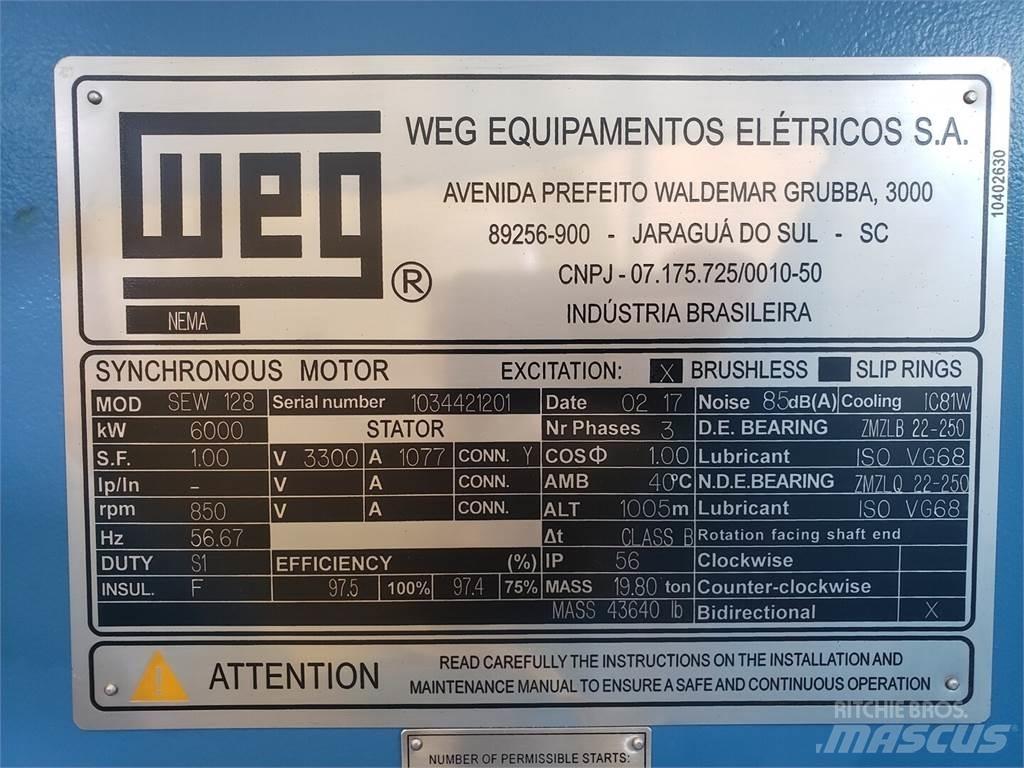 weg ®
NEMA
WEG EQUIPAMENTOS ELÉTRICOS S.A.
AVENIDA PREFEITO WALDEMAR GRUBBA, 3000
89256-900 - JARAGUÁ DO SUL - SC
CNPJ - 07.175.725/0010-50
INDÚSTRIA BRASILEIRA
10402630
SYNCHRONOUS MOTOR EXCITATION: X BRUSHLESS SLIP RINGS
MOD SEW 128 Serial number 1034421201 Date 02 17 Noise 85dB(A) Cooling IC81W
kW 6000 STATOR Nr Phases 3 D.E. BEARING ZMZLB 22-250
S.F. 1.00 V 3300 A 1077 CONN. Y COSΦ 1.00 Lubricant ISO VG68
Ip/In - V A CONN. AMB 40°C N.D.E.BEARING ZMZLQ 22-250
rpm 850 V A CONN. ALT 1005m Lubricant ISO VG68
Hz 56.67 Δt CLASS B Rotation facing shaft end
DUTY S1 EFFICIENCY (%) IP 56 Clockwise
INSUL. F 97.5 100% 97.4 75% MASS 19.80 ton Counter-clockwise
MASS 43640 lb Bidirectional X
ATTENTION
READ CAREFULLY THE INSTRUCTIONS ON THE INSTALLATION AND
MAINTENANCE MANUAL TO ENSURE A SAFE AND CONTINUOUS OPERATION
NUMBER OF PERMISSIBLE STARTS:
RITCHIE BROS.
MASCUS